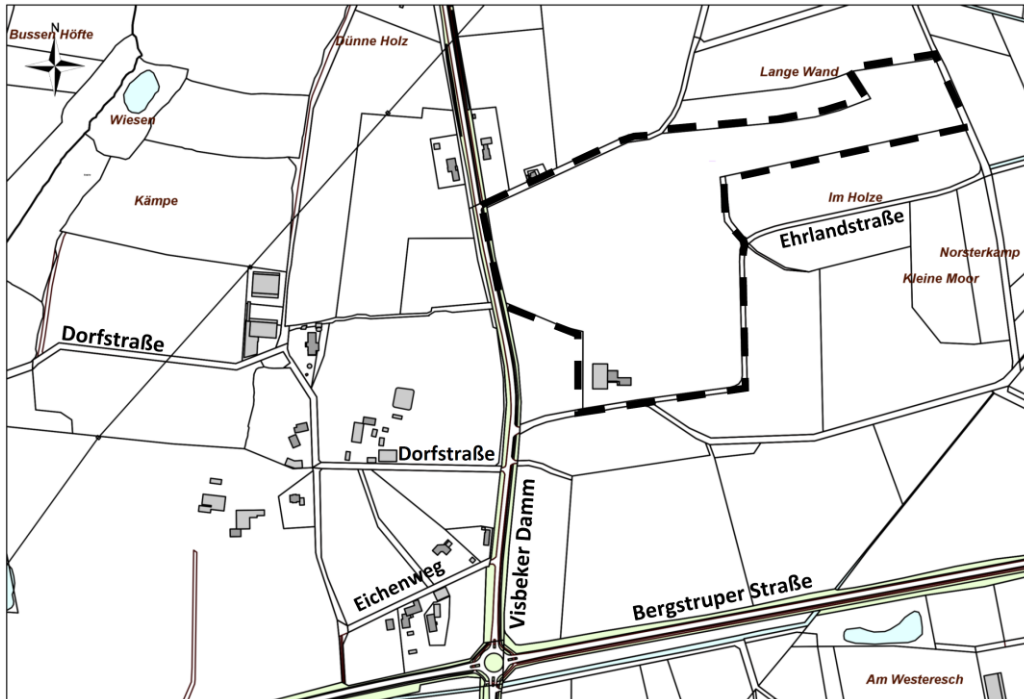 Bussen Höfte
N
Dünne Holz
Lange Wand
Wiesen
Kämpe
Im Holze
Ehrlandstraße
Norsterkamp
Kleine Moor
Dorfstraße
Dorfstraße
Visbeker Damm
Eichenweg
Bergstruper Straße
Am Westeresch